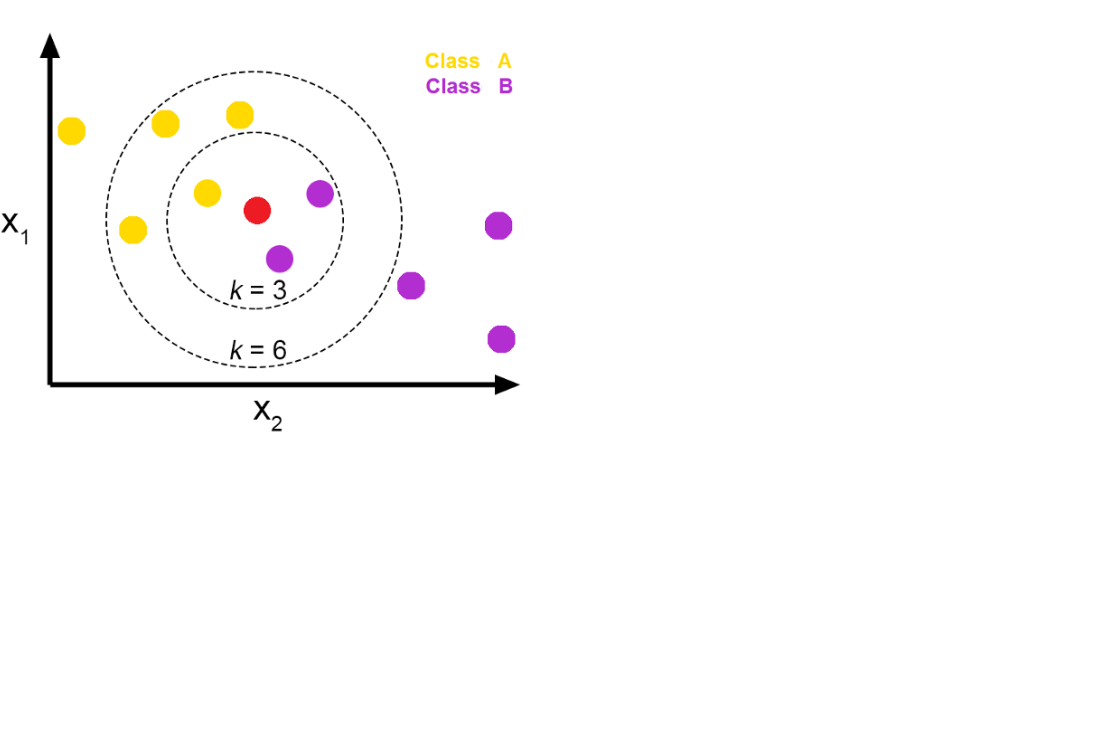 Class A
Class B
X₁
k = 3
k = 6
X₂